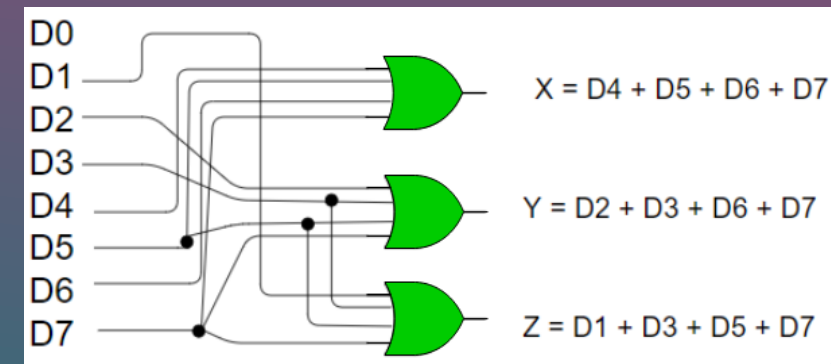 D0
D1
D2
D3
D4
D5
D6
D7
X = D4 + D5 + D6 + D7
Y = D2 + D3 + D6 + D7
Z = D1 + D3 + D5 + D7